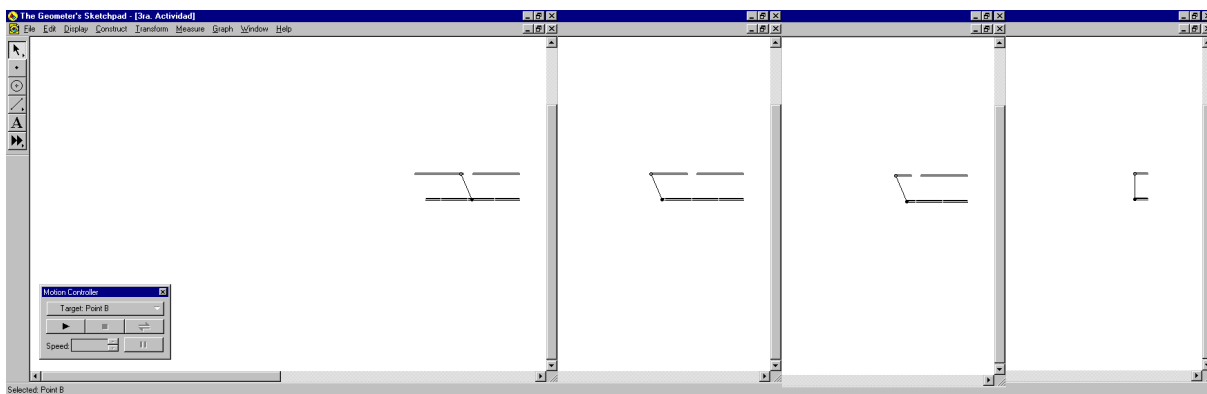 The Geometer's Sketchpad - [3ra. Actividad]
File Edit Display Construct Transform Measure Graph Window Help
A
Motion Controller
Target: Point B
Speed:
Selected: Point B